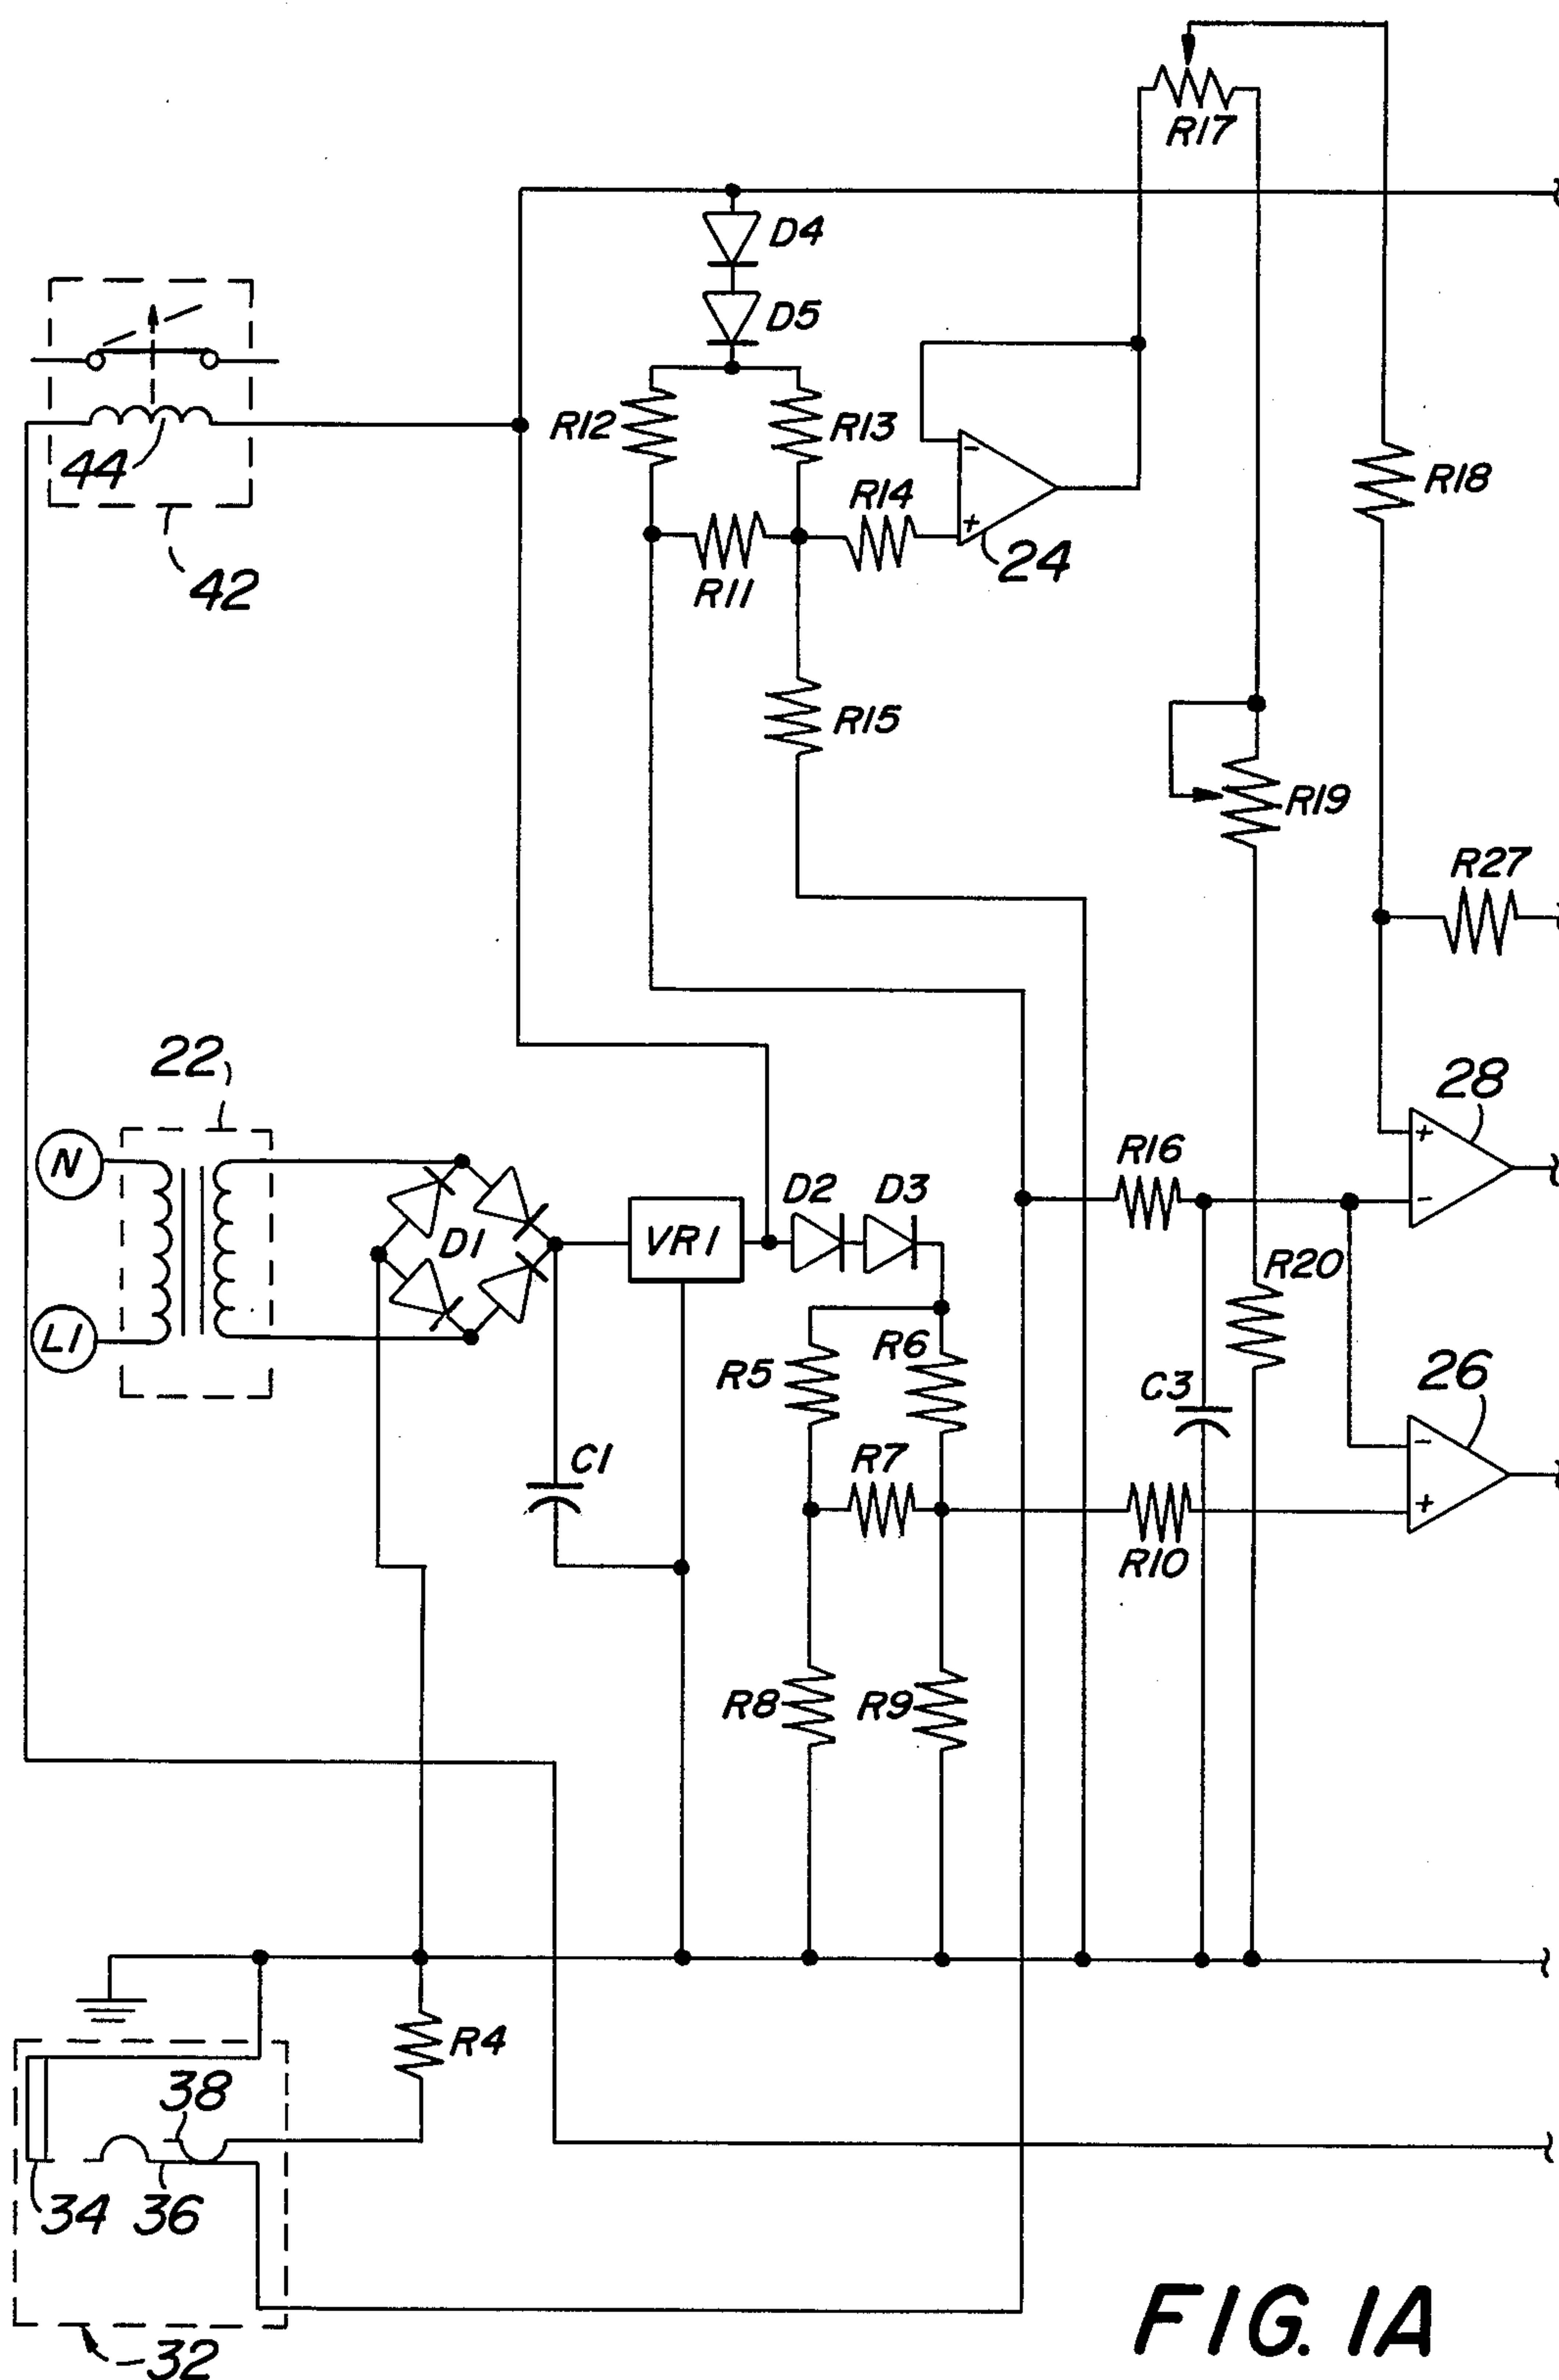 R17
D4
D5
R12
R13
-
R14
R18
44
+
24
R11
42
R15
R19
R27
22
28
+
N
R16
D2
D3
-
D1
VR1
R20
L1
R5
R6
C3
26
-
C1
R7
+
R10
R8
R9
R4
38
34
36
FIG. 1A
32